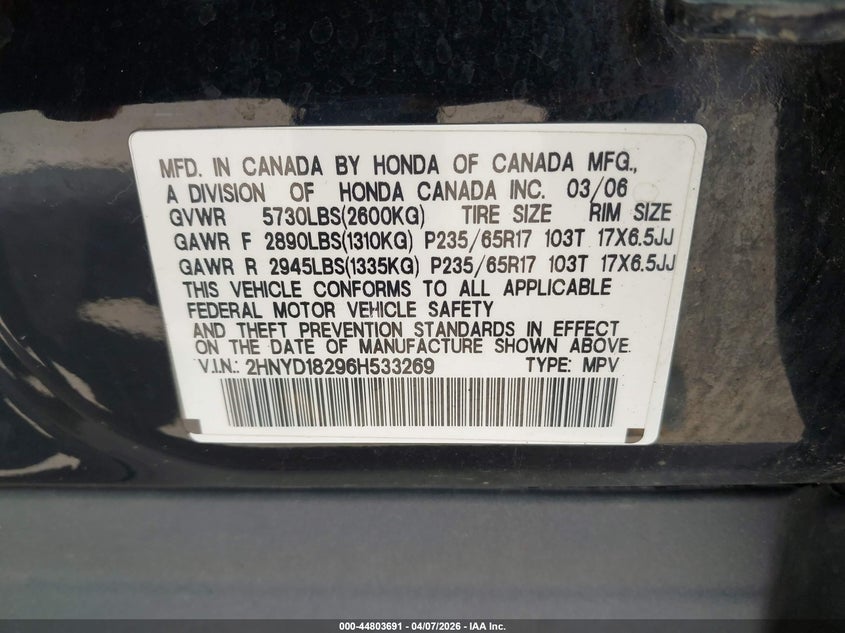 MFD. IN CANADA BY HONDA OF CANADA MFG.,
A DIVISION OF HONDA CANADA INC. 03/06
GVWR 5730LBS(2600KG) TIRE SIZE RIM SIZE
GAWR F 2890LBS(1310KG) P235/65R17 103T 17X6.5JJ
GAWR R 2945LBS(1335KG) P235/65R17 103T 17X6.5JJ
THIS VEHICLE CONFORMS TO ALL APPLICABLE
FEDERAL MOTOR VEHICLE SAFETY
AND THEFT PREVENTION STANDARDS IN EFFECT
ON THE DATE OF MANUFACTURE SHOWN ABOVE.
V.I.N.: 2HNYD18296H533269 TYPE: MPV
000-44803691 - 04/07/2026 - IAA Inc.